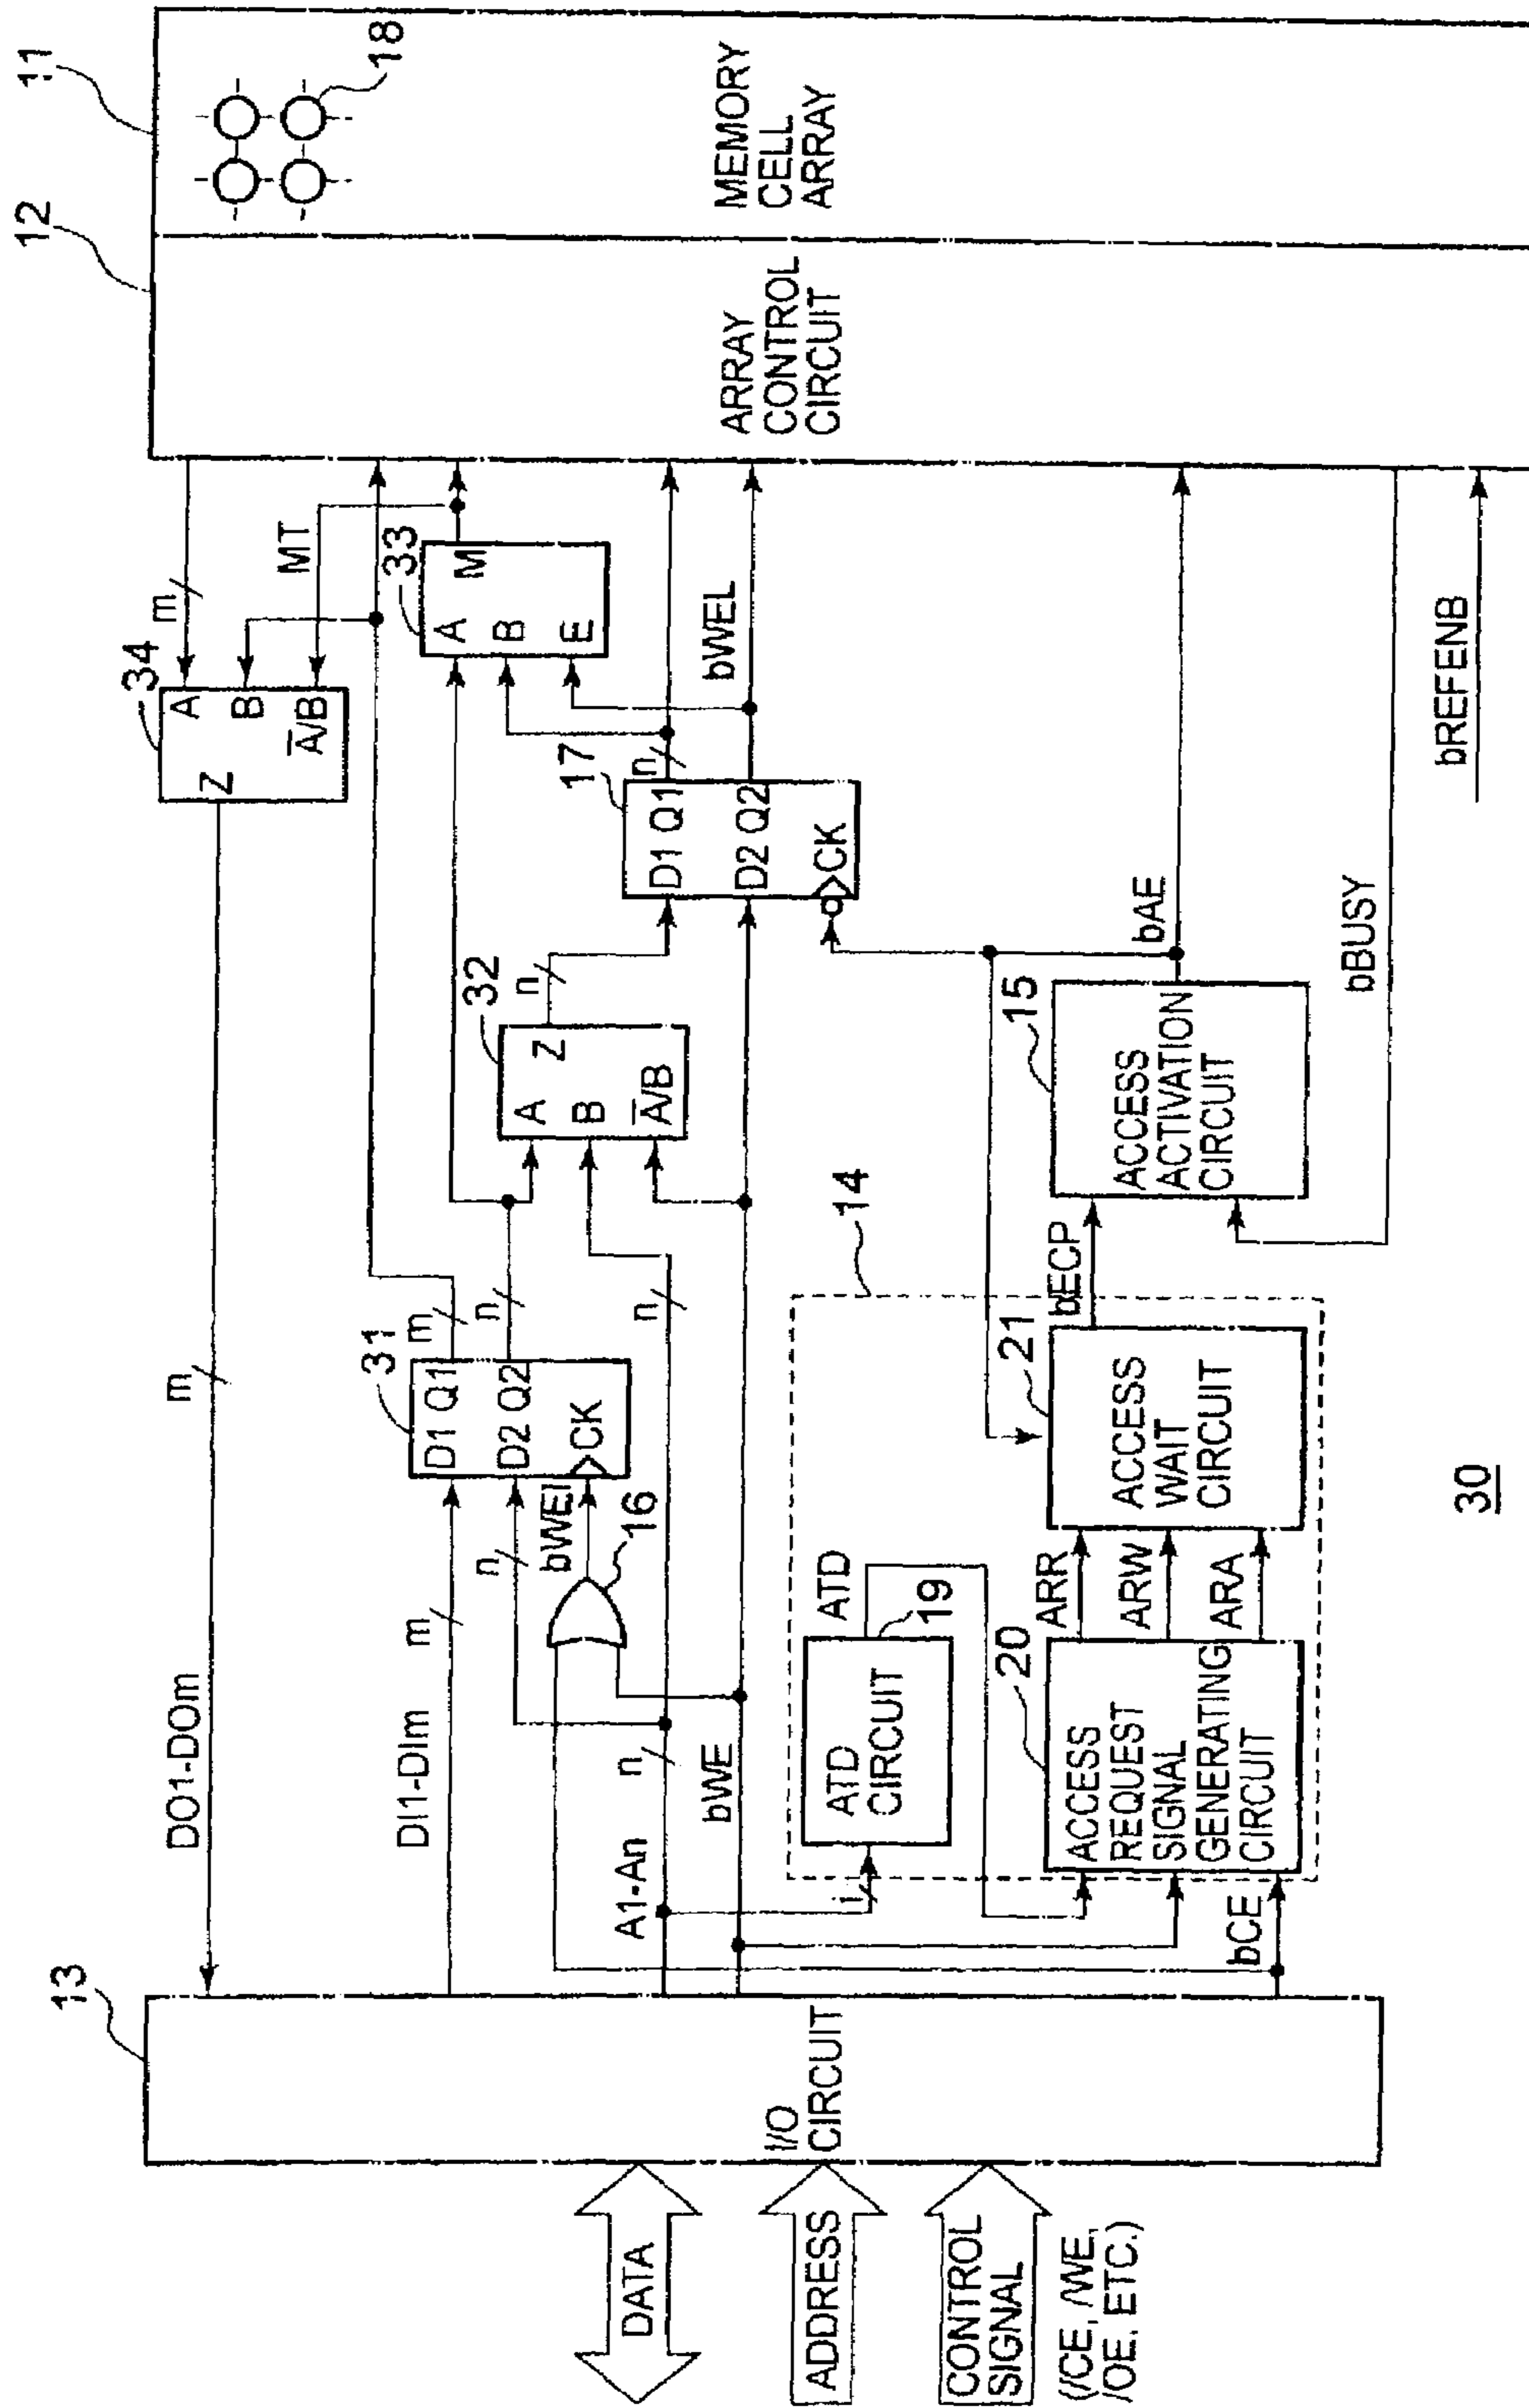 11
12
18
MEMORY
CELL
ARRAY
ARRAY
CONTROL
CIRCUIT
m
34
A
B
A̅/B
Z
MT
33
A
B
E
M
bWEL
n
17
D1 Q1
D2 Q2
CK
n
32
A
B
A̅/B
Z
bAE
15
ACCESS
ACTIVATION
CIRCUIT
bBUSY
bREFENB
m
m
n
n
31
D1 Q1
D2 Q2
CK
bWEI
16
n
m
14
bECP
21
ACCESS
WAIT
CIRCUIT
ARR
ARW
ARA
20
ACCESS
REQUEST
SIGNAL
GENERATING
CIRCUIT
ATD
19
ATD
CIRCUIT
i
DO1-DOm
DI1-DIm
n
A1-An
bWE
bCE
13
I/O
CIRCUIT
DATA
ADDRESS
CONTROL
SIGNAL
(/CE, /WE,
/OE, ETC.)
30